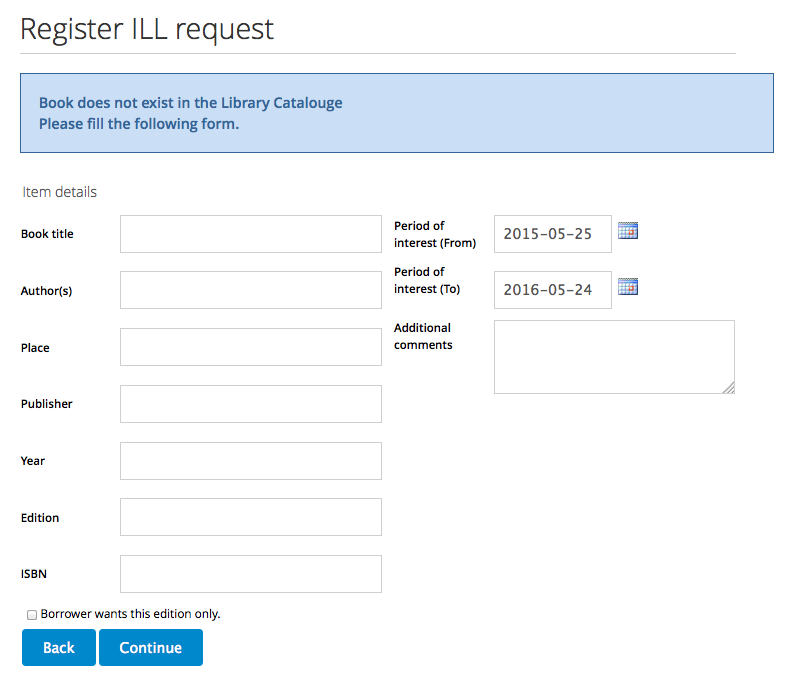 Register ILL request
Book does not exist in the Library Catalouge
Please fill the following form.
Item details
Book title
Author(s)
Place
Publisher
Year
Edition
ISBN
Period of
interest (From)
2015-05-25
Period of
interest (To)
2016-05-24
Additional
comments
Borrower wants this edition only.
Back
Continue